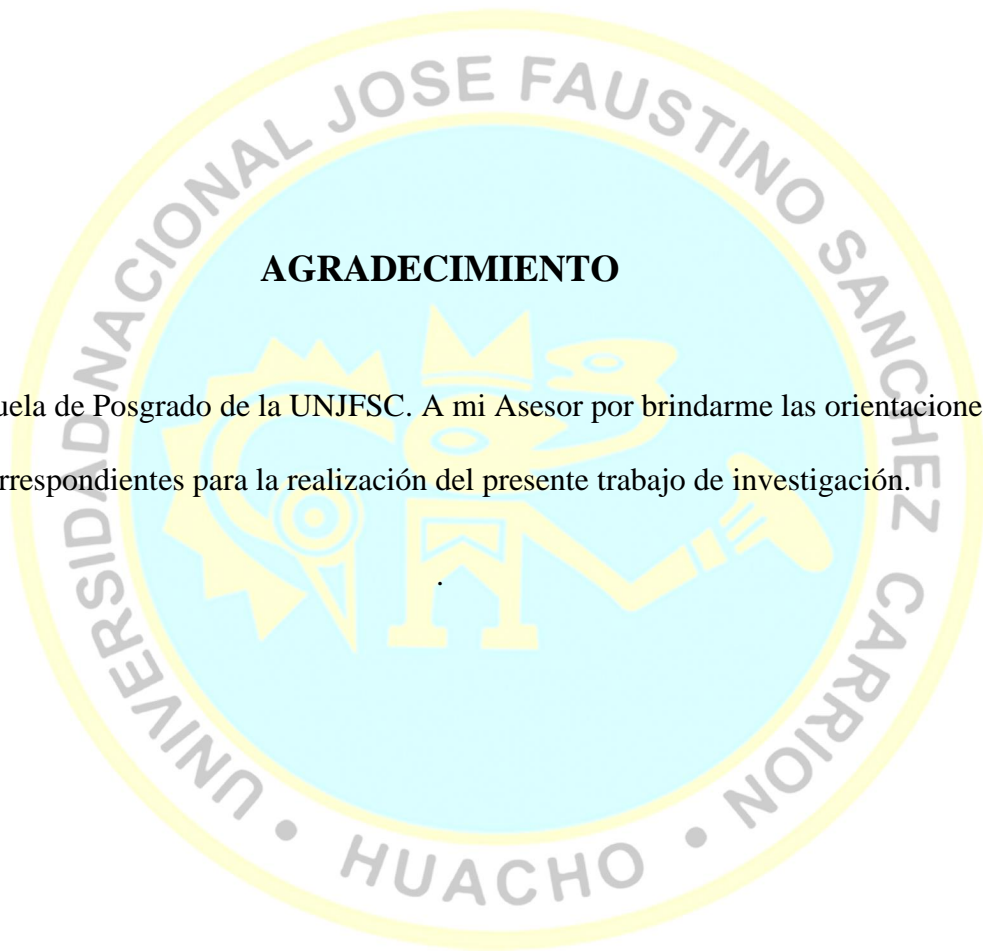 UNIVERSIDAD NACIONAL JOSE FAUSTINO SANCHEZ CARRION
• HUACHO •
AGRADECIMIENTO
uela de Posgrado de la UNJFSC. A mi Asesor por brindarme las orientacione
rrespondientes para la realización del presente trabajo de investigación.
.